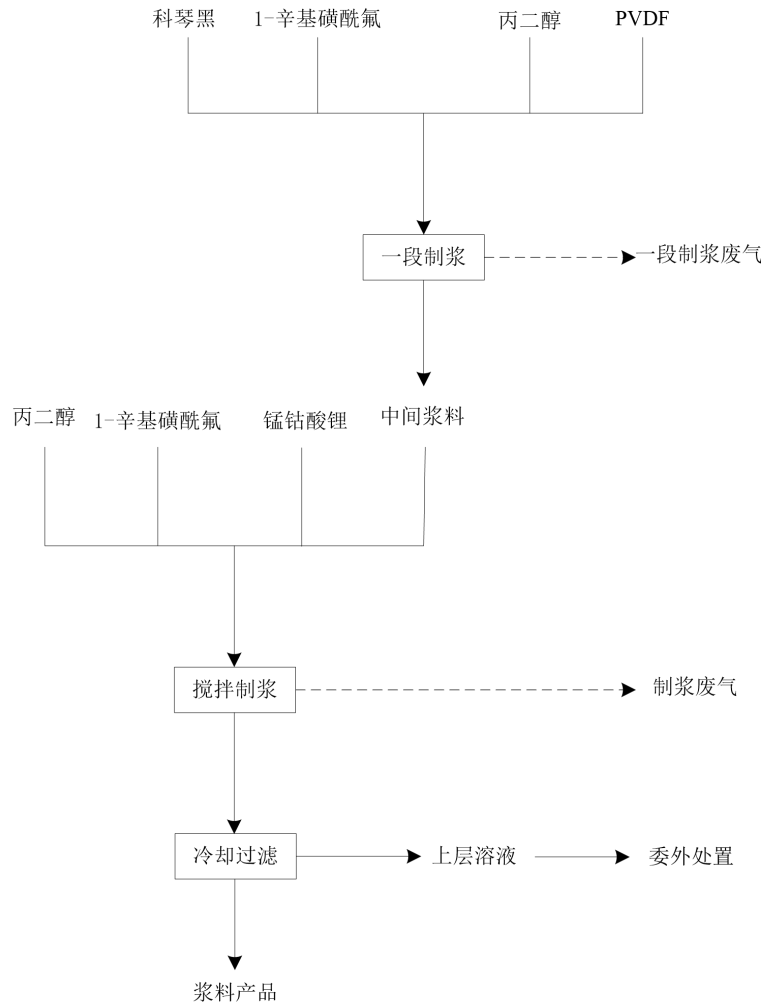 科琴黑 1-辛基磺酰氟 丙二醇 PVDF
一段制浆 一段制浆废气
丙二醇 1-辛基磺酰氟 锰钴酸锂 中间浆料
搅拌制浆 制浆废气
冷却过滤 上层溶液 委外处置
浆料产品